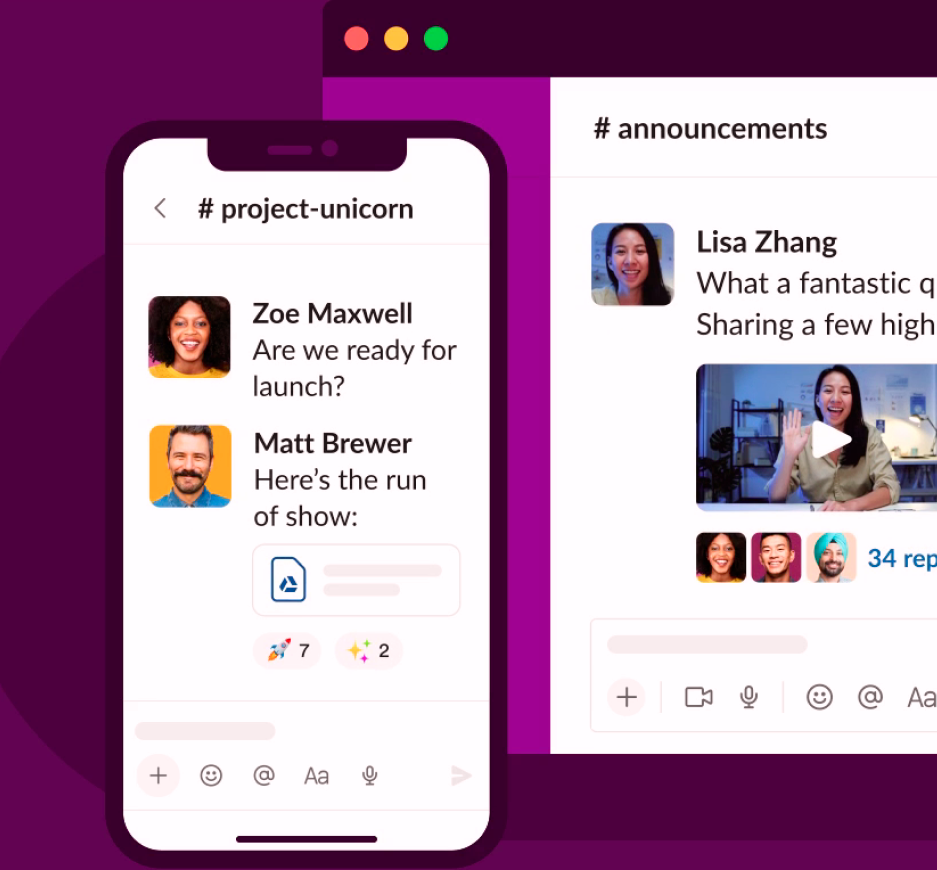 # project-unicorn
Zoe Maxwell
Are we ready for
launch?
Matt Brewer
Here’s the run
of show:
7
2
Aa
# announcements
Lisa Zhang
What a fantastic q
Sharing a few high
34 rep
@
Aa